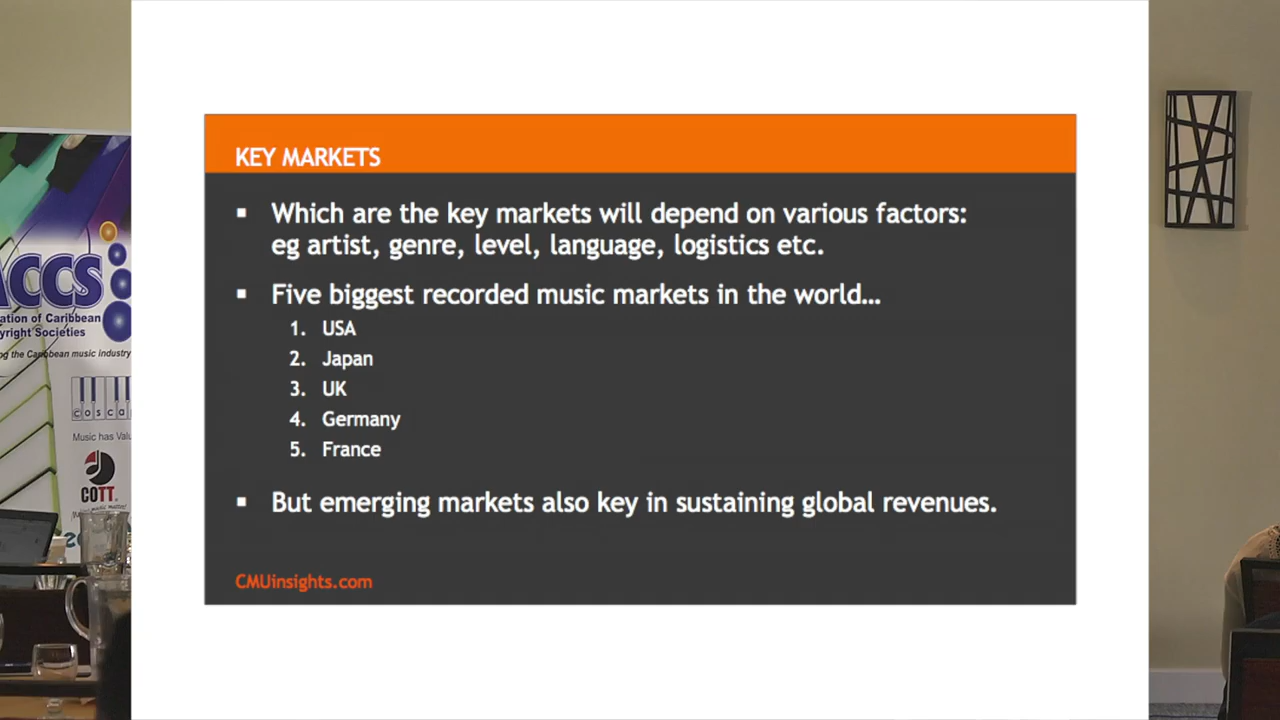 KEY MARKETS
▪ Which are the key markets will depend on various factors:
eg artist, genre, level, language, logistics etc.
▪ Five biggest recorded music markets in the world…
1. USA
2. Japan
3. UK
4. Germany
5. France
▪ But emerging markets also key in sustaining global revenues.
CMUinsights.com
ACCS
ation of Caribbean
yright Societies
ng the Caribbean music industry
coscap
Music has Valu
COTT